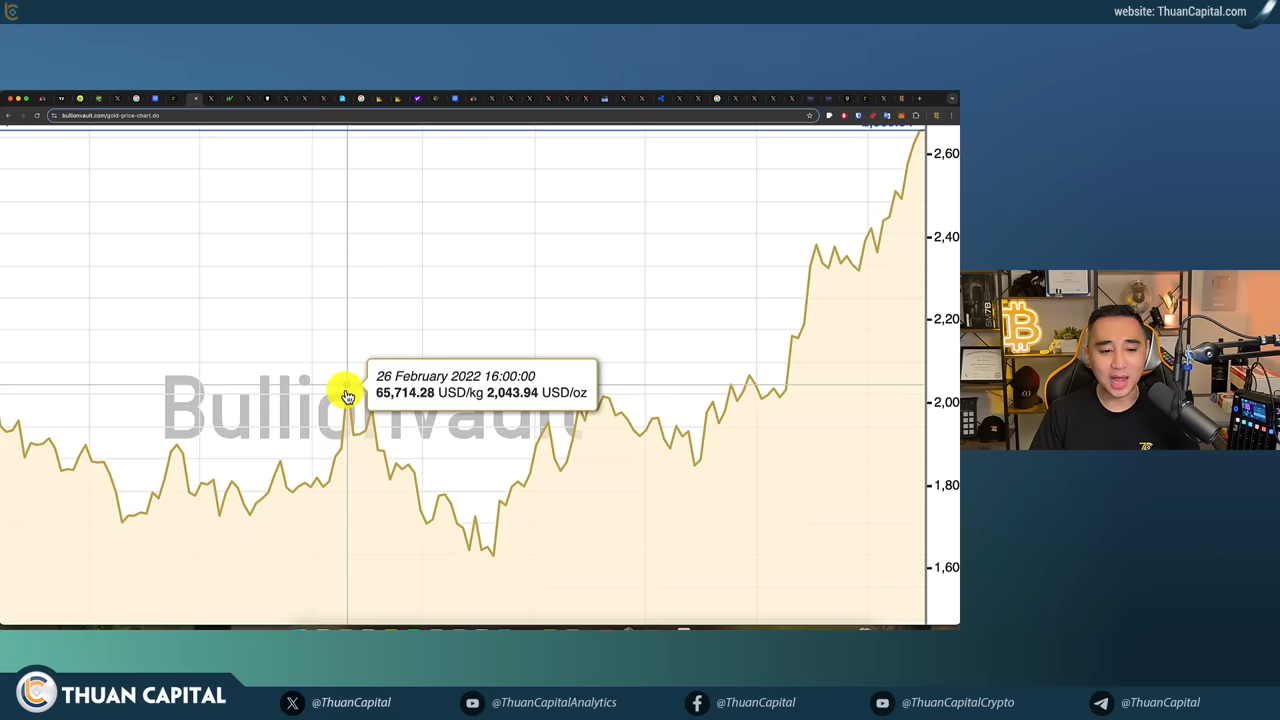 website: ThuanCapital.com
bullionvault.com/gold-price-chart.do
2,60
2,40
2,20
26 February 2022 16:00:00
65,714.28 USD/kg 2,043.94 USD/oz
Bullionvault
2,00
1,80
1,60
SM7B
THUAN CAPITAL
@ThuanCapital
@ThuanCapitalAnalytics
@ThuanCapital
@ThuanCapitalCrypto
@ThuanCapital